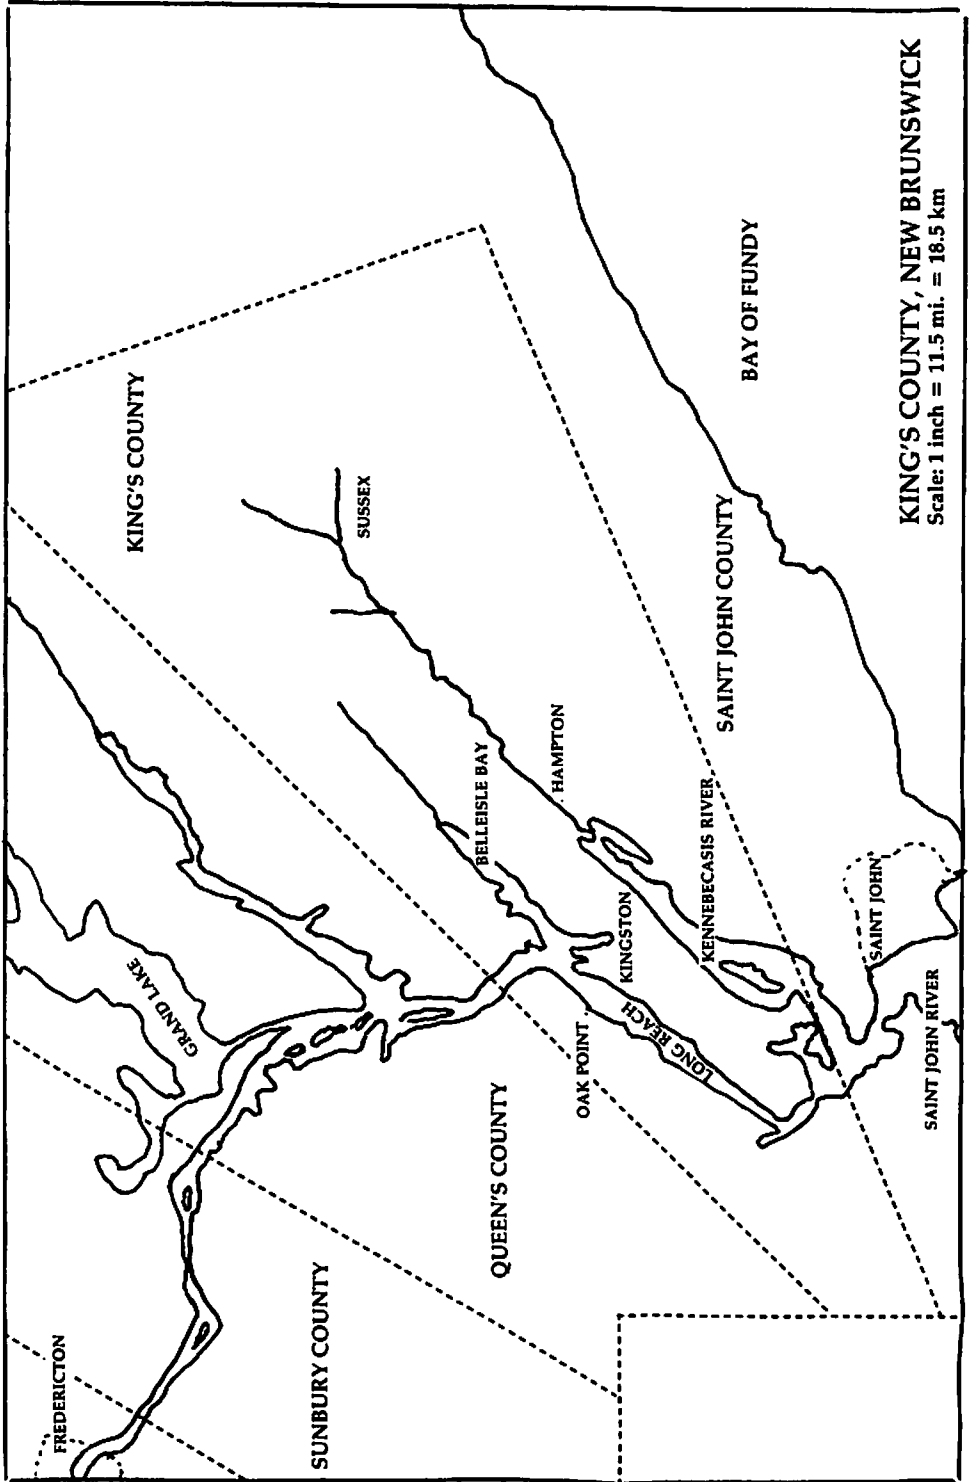 FREDERICTON
GRAND LAKE
KING'S COUNTY
SUNBURY COUNTY
SUSSEX
QUEEN'S COUNTY
BELLEISLE BAY
HAMPTON
OAK POINT
KINGSTON
LONG REACH
KENNEBECASIS RIVER
SAINT JOHN COUNTY
BAY OF FUNDY
SAINT JOHN
SAINT JOHN RIVER
KING'S COUNTY, NEW BRUNSWICK
Scale: 1 inch = 11.5 mi. = 18.5 km